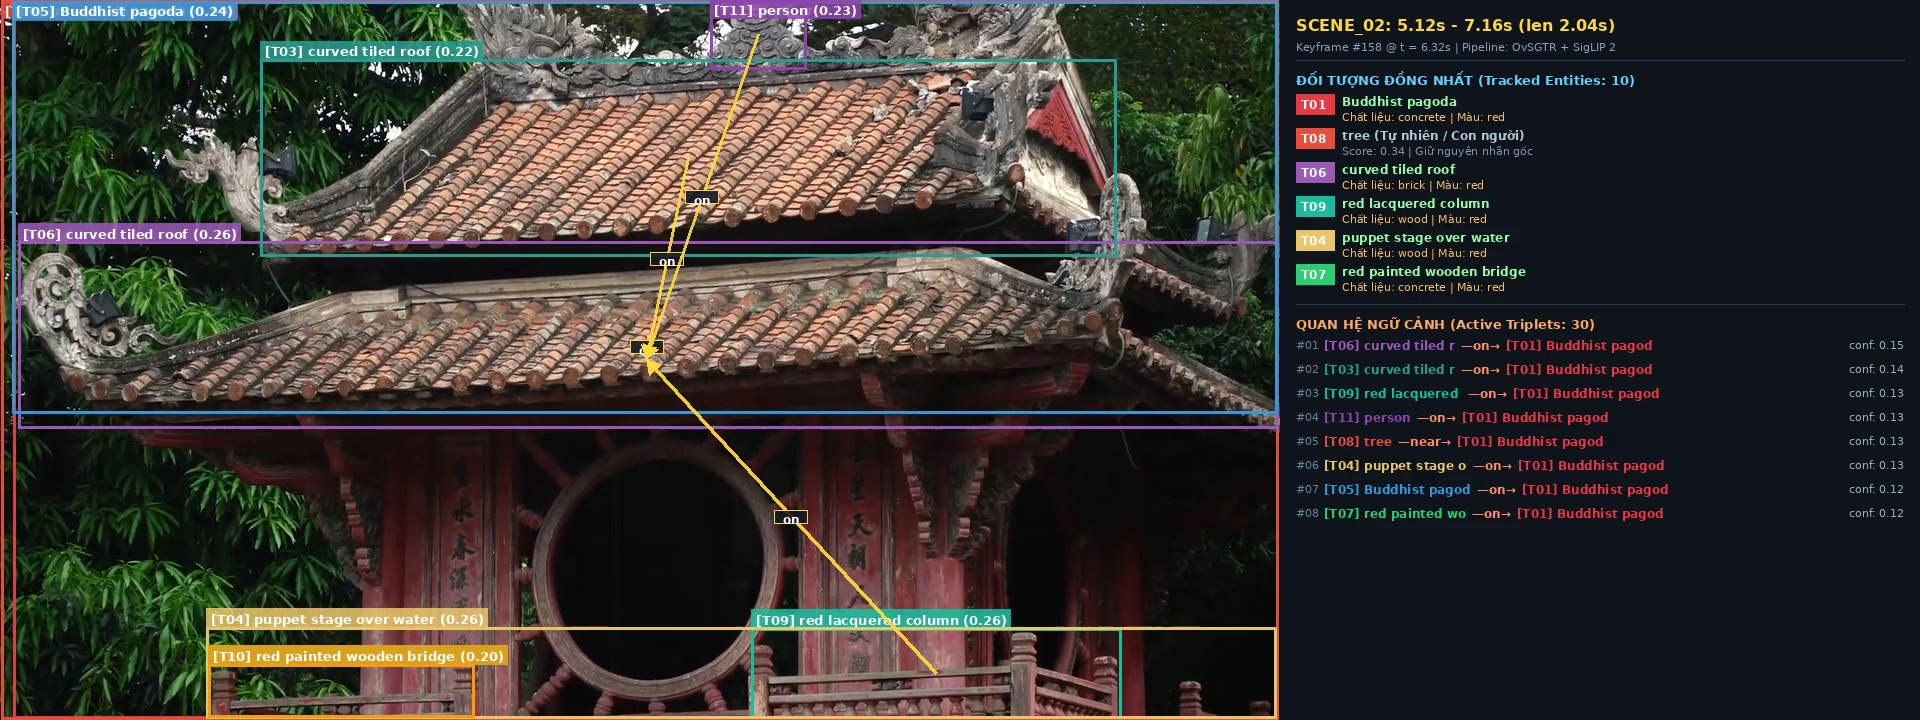 [T05] Buddhist pagoda (0.24)
[T11] person (0.23)
[T03] curved tiled roof (0.22)
on
[T06] curved tiled roof (0.26)
on
on
[T04] puppet stage over water (0.26)
[T09] red lacquered column (0.26)
[T10] red painted wooden bridge (0.20)
SCENE_02: 5.12s - 7.16s (len 2.04s)
Keyframe #158 @ t = 6.32s | Pipeline: OvSGTR + SigLIP 2
ĐỐI TƯỢNG ĐỒNG NHẤT (Tracked Entities: 10)
T01 Buddhist pagoda
Chất liệu: concrete | Màu: red
T08 tree (Tự nhiên / Con người)
Score: 0.34 | Giữ nguyên nhãn gốc
T06 curved tiled roof
Chất liệu: brick | Màu: red
T09 red lacquered column
Chất liệu: wood | Màu: red
T04 puppet stage over water
Chất liệu: wood | Màu: red
T07 red painted wooden bridge
Chất liệu: concrete | Màu: red
QUAN HỆ NGỮ CẢNH (Active Triplets: 30)
#01 [T06] curved tiled r —on→ [T01] Buddhist pagod conf: 0.15
#02 [T03] curved tiled r —on→ [T01] Buddhist pagod conf: 0.14
#03 [T09] red lacquered —on→ [T01] Buddhist pagod conf: 0.13
#04 [T11] person —on→ [T01] Buddhist pagod conf: 0.13
#05 [T08] tree —near→ [T01] Buddhist pagod conf: 0.13
#06 [T04] puppet stage o —on→ [T01] Buddhist pagod conf: 0.13
#07 [T05] Buddhist pagod —on→ [T01] Buddhist pagod conf: 0.12
#08 [T07] red painted wo —on→ [T01] Buddhist pagod conf: 0.12